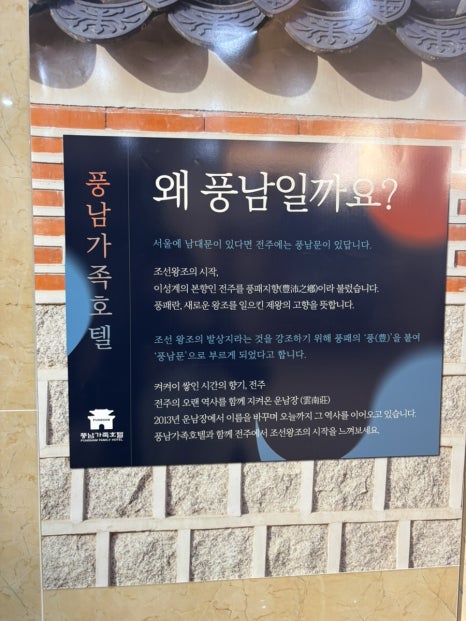 왜 풍남일까요?
풍남가족호텔
서울에 남대문이 있다면 전주에는 풍남문이 있답니다.
조선왕조의 시작,
이성계의 본향인 전주를 풍패지향(豊沛之鄕)이라 불렀습니다.
풍패란, 새로운 왕조를 일으킨 제왕의 고향을 뜻합니다.
조선 왕조의 발상지라는 것을 강조하기 위해 풍패의 ‘풍(豊)’을 붙여
‘풍남문’으로 부르게 되었다고 합니다.
켜켜이 쌓인 시간의 향기, 전주
전주의 오랜 역사를 함께 지켜온 운남장 (雲南莊)
2013년 운남장에서 이름을 바꾸며 오늘까지 그 역사를 이어오고 있습니다.
풍남가족호텔과 함께 전주에서 조선왕조의 시작을 느껴보세요.
PUNGNAM
풍남가족호텔
PUNGNAM FAMILY HOTEL